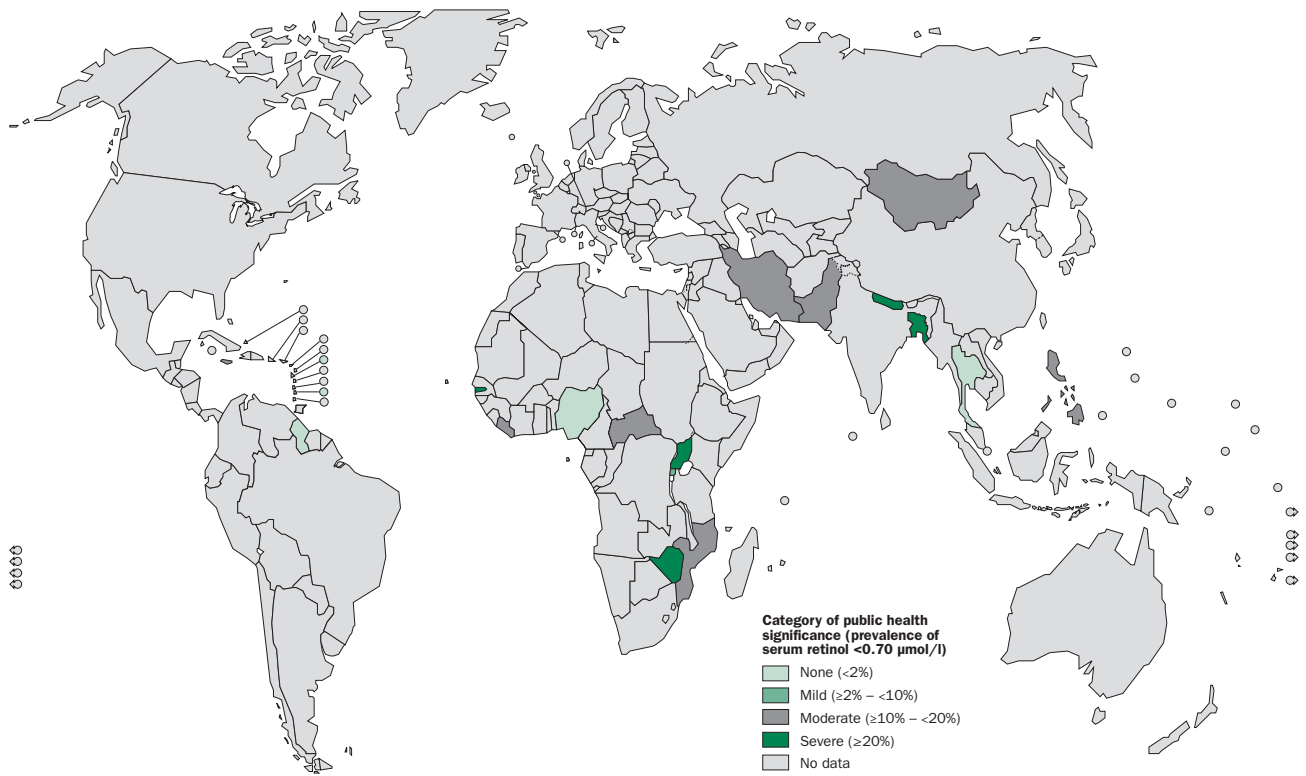 Category of public health
significance (prevalence of
serum retinol <0.70 µmol/l)
None (<2%)
Mild (≥2% – <10%)
Moderate (≥10% – <20%)
Severe (≥20%)
No data